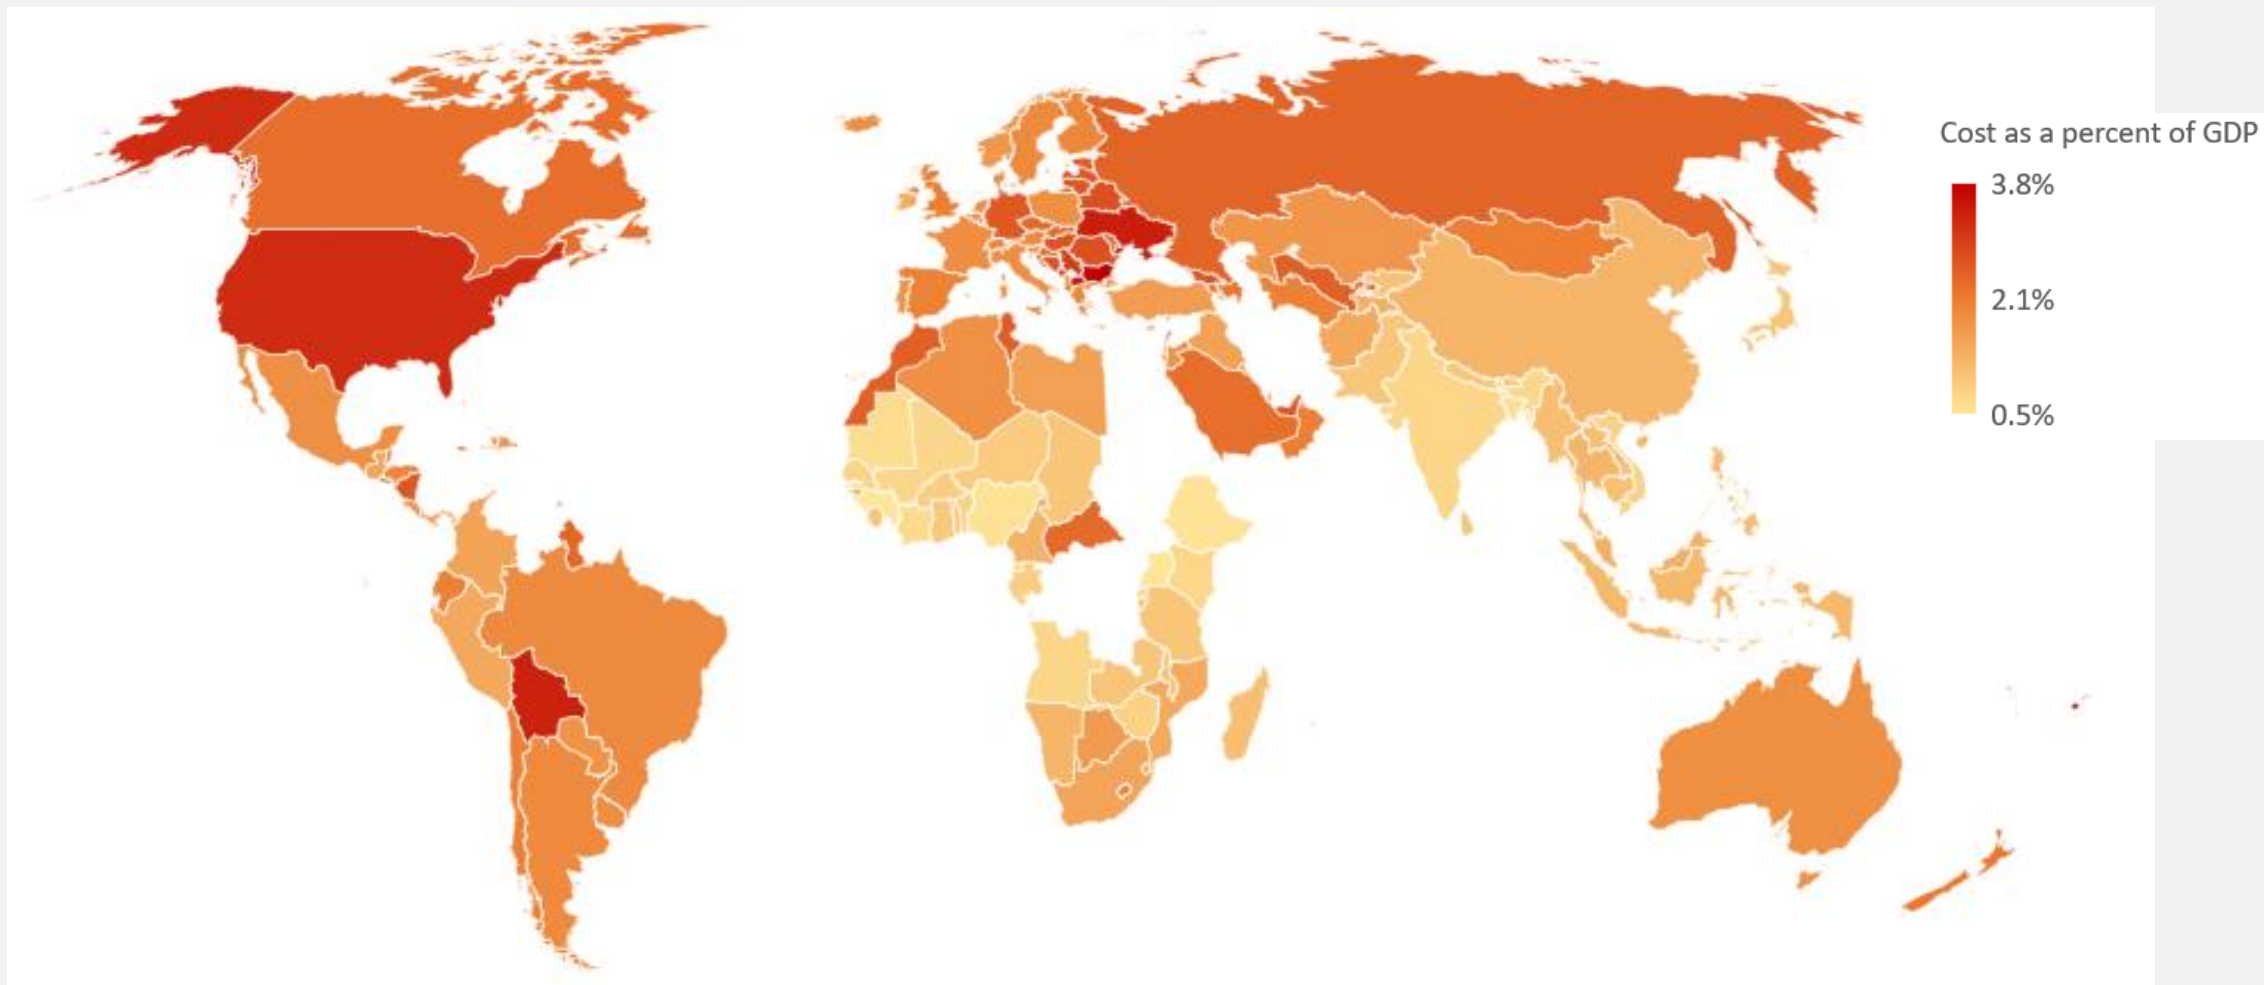 Cost as a percent of GDP
3.8%
2.1%
0.5%